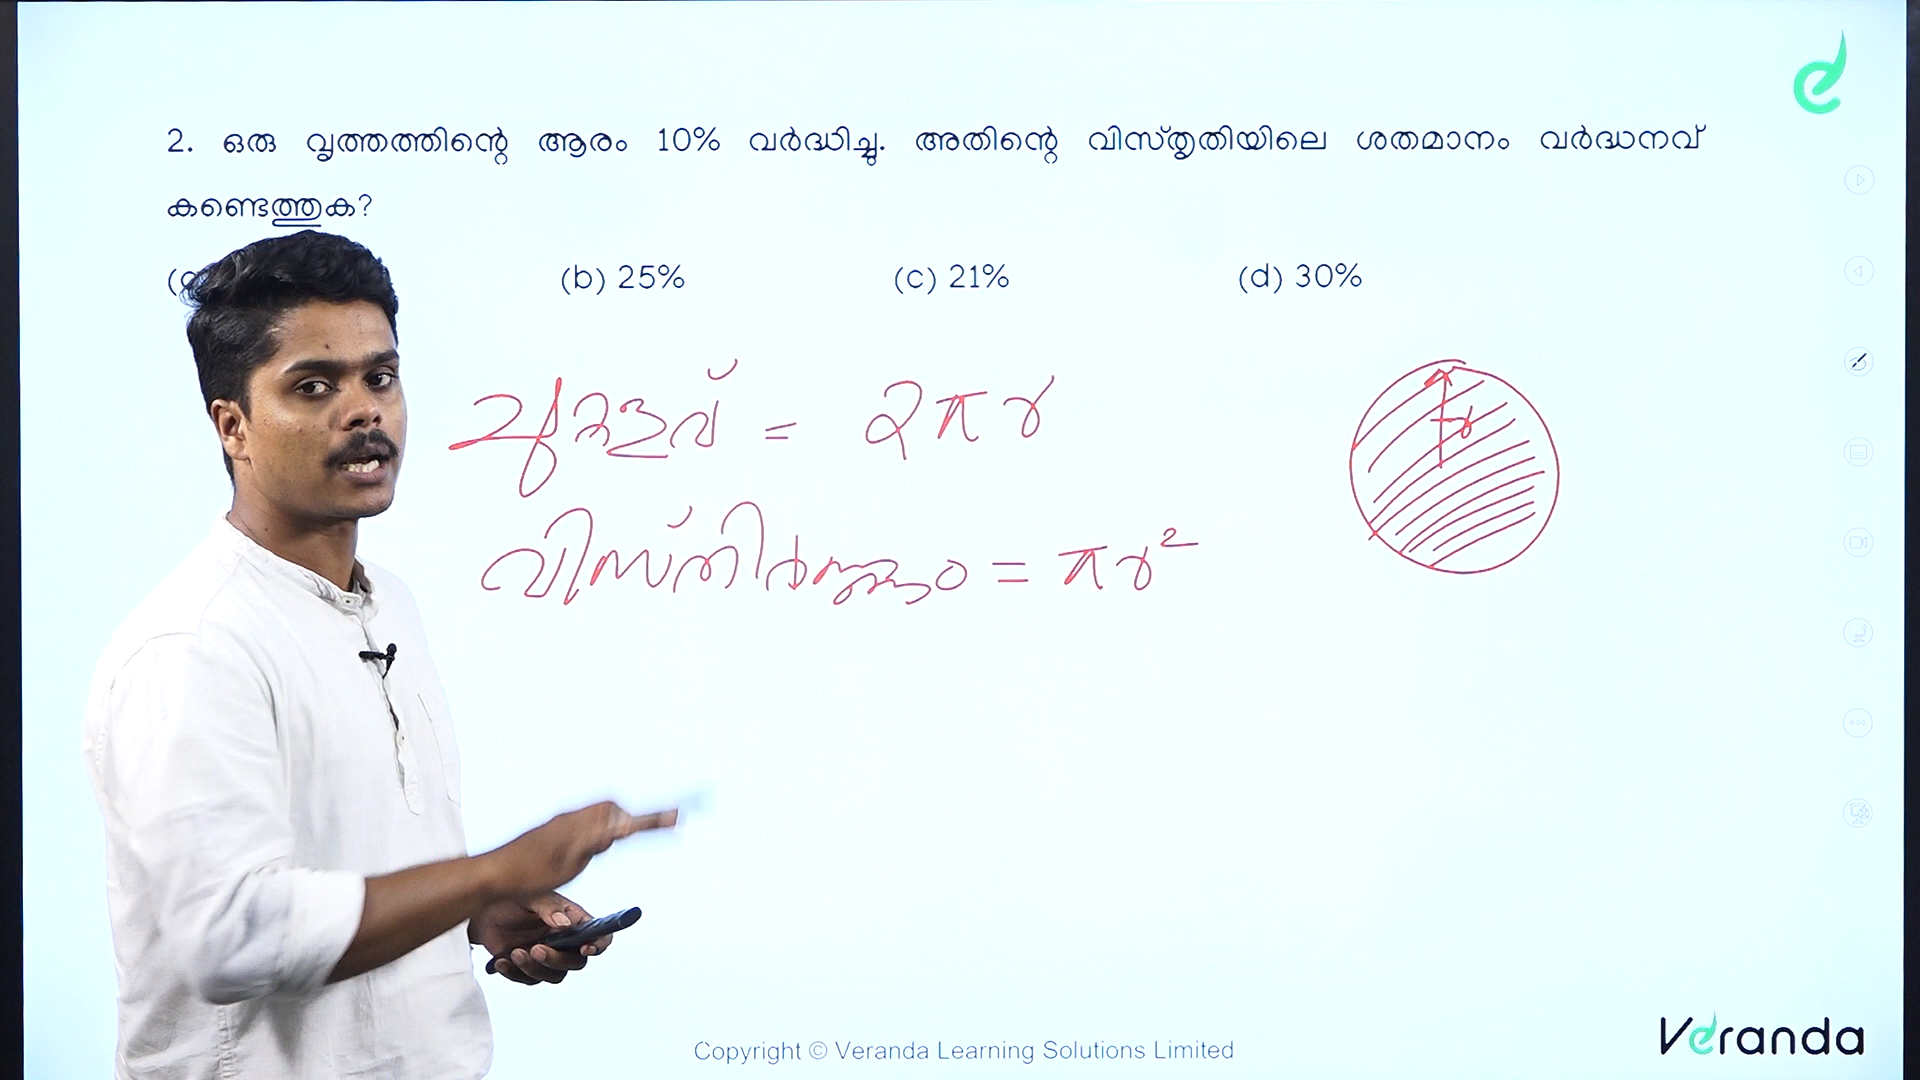 2. ഒരു വൃത്തത്തിന്റെ ആരം 10% വർദ്ധിച്ചു. അതിന്റെ വിസ്തൃതിയിലെ ശതമാനം വർദ്ധനവ്
കണ്ടെത്തുക?
(b) 25% (c) 21% (d) 30%
ചുറ്റളവ് = 2πr
r
വിസ്തീർണ്ണം = πr²
Copyright © Veranda Learning Solutions Limited
Veranda